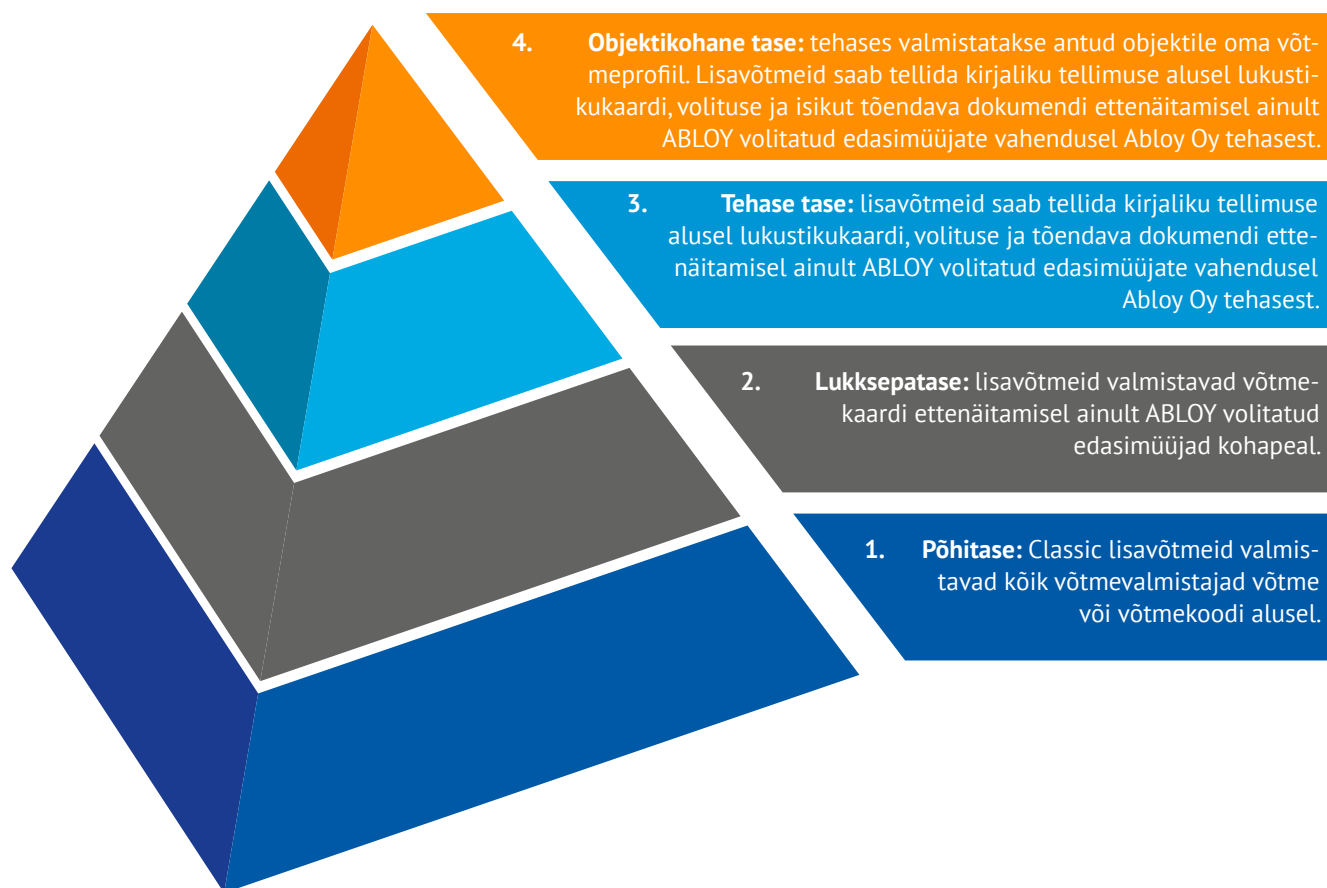 4. Objektikohane tase: tehases valmistatakse antud objektile oma võt-
meprofiil. Lisavõtmeid saab tellida kirjaliku tellimuse alusel lukusti-
kukaardi, volituse ja isikut tõendava dokumendi ettenäitamisel ainult
ABLOY volitatud edasimüüjate vahendusel Abloy Oy tehasest.
3. Tehase tase: lisavõtmeid saab tellida kirjaliku tellimuse
alusel lukustikukaardi, volituse ja tõendava dokumendi ette-
näitamisel ainult ABLOY volitatud edasimüüjate vahendusel
Abloy Oy tehasest.
2. Lukksepatase: lisavõtmeid valmistavad võtme-
kaardi ettenäitamisel ainult ABLOY volitatud
edasimüüjad kohapeal.
1. Põhitase: Classic lisavõtmeid valmis-
tavad kõik võtmevalmistajad võtme
või võtmekoodi alusel.